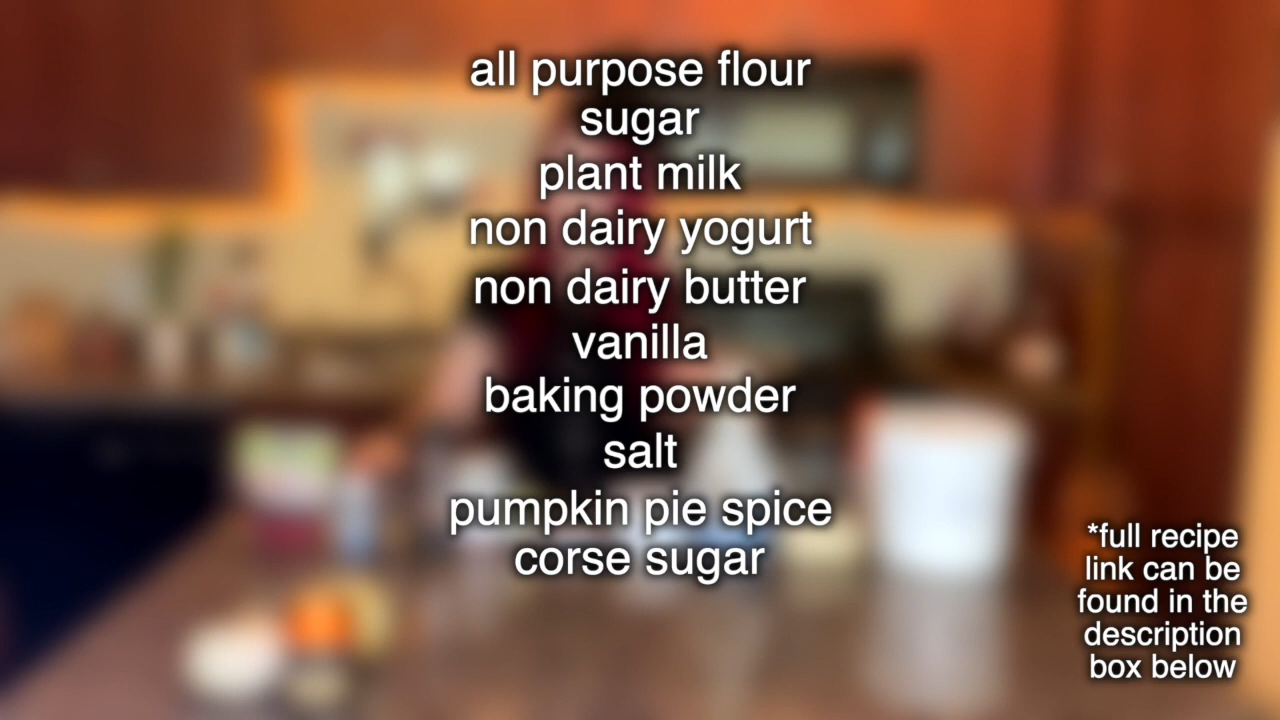 all purpose flour
sugar
plant milk
non dairy yogurt
non dairy butter
vanilla
baking powder
salt
pumpkin pie spice
corse sugar
*full recipe
link can be
found in the
description
box below